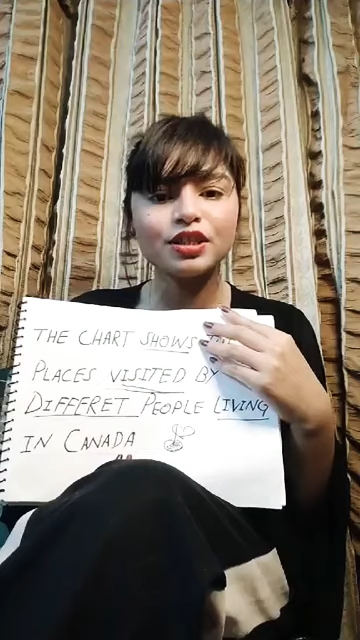 THE CHART SHOWS
PLACES VISITED BY
DIFFERET PEOPLE LIVING
IN CANADA